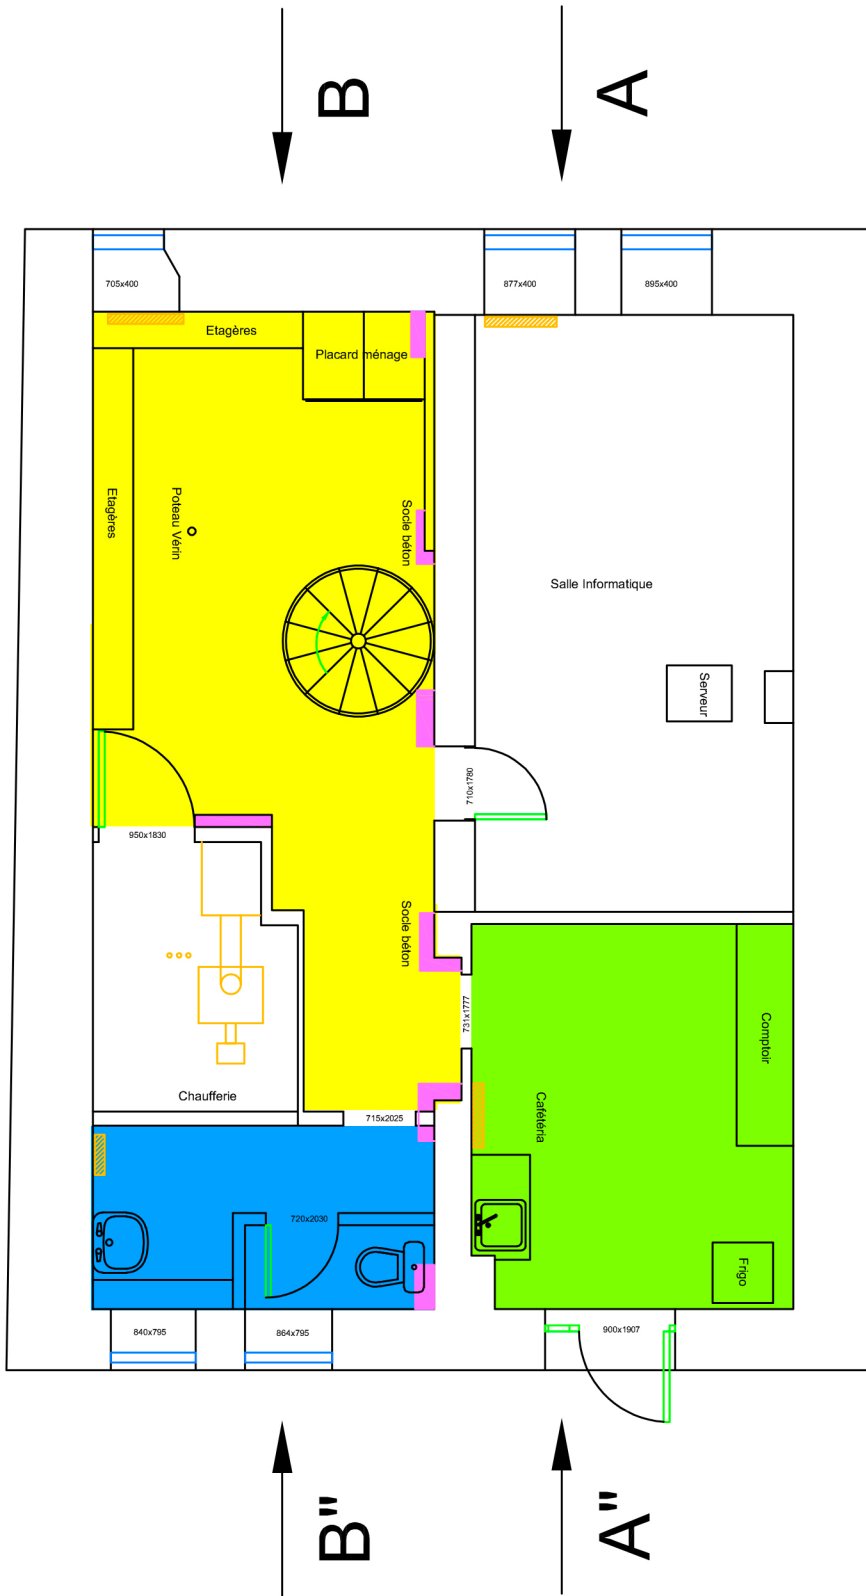 B
A
705x400
877x400
895x400
Etagères
Placard ménage
Etagères
Poteau Vérin
Socle béton
Salle Informatique
Serveur
710x1780
950x1830
Socle béton
731x1777
Comptoir
Chaufferie
Cafétéria
715x2025
720x2030
Frigo
840x795
864x795
900x1907
B"
A"